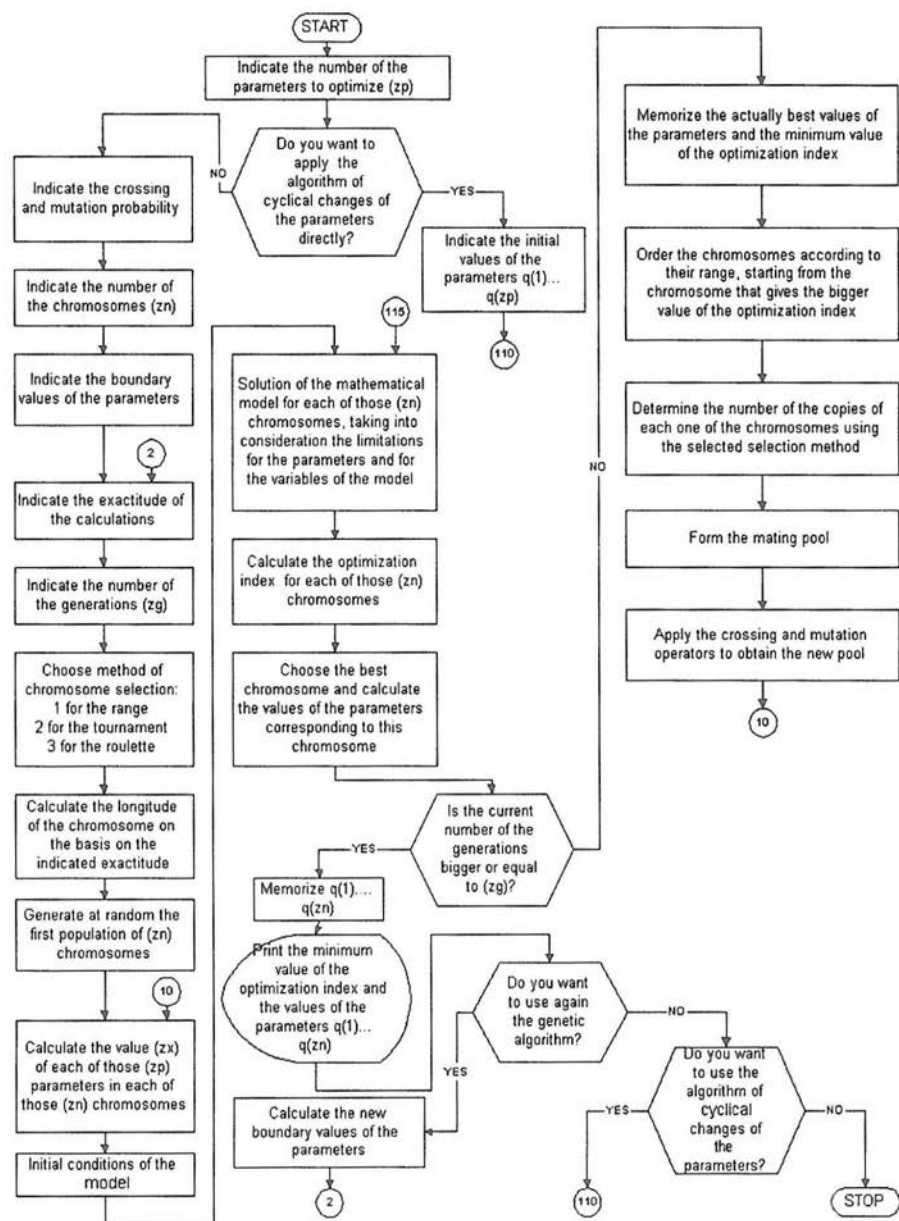 START
Indicate the number of the
parameters to optimize (zp)
Do you want to
apply the
algorithm of
cyclical changes
of the parameters
directly?
NO
YES
Indicate the initial
values of the
parameters q(1)...
q(zp)
110
Indicate the crossing
and mutation probability
Indicate the number of
the chromosomes (zn)
Indicate the boundary
values of the parameters
2
Indicate the exactitude of
the calculations
Indicate the number of
the generations (zg)
Choose method of
chromosome selection:
1 for the range
2 for the tournament
3 for the roulette
Calculate the longitude
of the chromosome on
the basis on the
indicated exactitude
Generate at random the
first population of (zn)
chromosomes
10
Calculate the value (zx)
of each of those (zp)
parameters in each of
those (zn) chromosomes
Initial conditions of the
model
115
Solution of the mathematical
model for each of those (zn)
chromosomes, taking into
consideration the limitations
for the parameters and for
the variables of the model
Calculate the optimization
index for each of those (zn)
chromosomes
Choose the best
chromosome and calculate
the values of the parameters
corresponding to this
chromosome
Is the current
number of the
generations
bigger or equal
to (zg)?
YES
NO
Memorize q(1)....
q(zn)
Print the minimum
value of the
optimization index and
the values of the
parameters q(1)...
q(zn)
Do you want
to use again
the genetic
algorithm?
YES
NO
Calculate the new
boundary values of the
parameters
2
Do you want
to use the
algorithm of
cyclical
changes of
the
parameters?
YES
NO
110
STOP
Memorize the actually best values of
the parameters and the minimum value
of the optimization index
Order the chromosomes according to
their range, starting from the
chromosome that gives the bigger
value of the optimization index
Determine the number of the copies of
each one of the chromosomes using
the selected selection method
Form the mating pool
Apply the crossing and mutation
operators to obtain the new pool
10